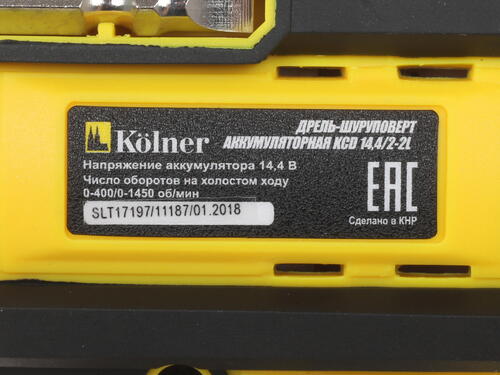 Kölner
ДРЕЛЬ-ШУРУПОВЕРТ
АККУМУЛЯТОРНАЯ KCD 14,4/2-2L
Напряжение аккумулятора 14,4 В
Число оборотов на холостом ходу
0-400/0-1450 об/мин
SLT17197/11187/01.2018
EAC
Сделано в КНР